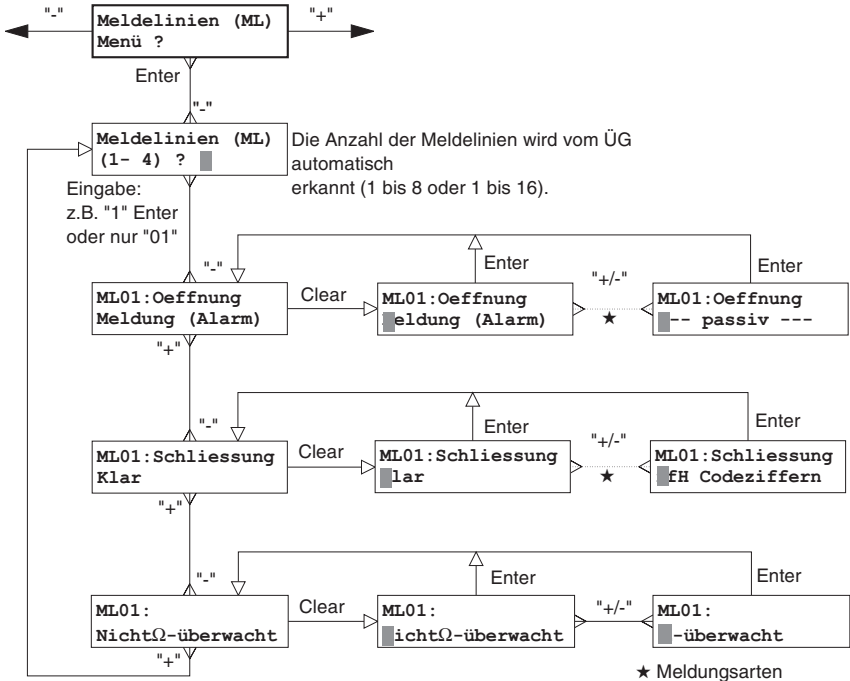 "-"
Meldelinien (ML)
Menü ?
"+"
Enter
"-"
Meldelinien (ML)
(1- 4) ?
Die Anzahl der Meldelinien wird vom ÜG
automatisch
erkannt (1 bis 8 oder 1 bis 16).
Eingabe:
z.B. "1" Enter
oder nur "01"
"-"
ML01:Oeffnung
Meldung (Alarm)
"+"
Clear
ML01:Oeffnung
eldung (Alarm)
Enter
"+/-"
★
ML01:Oeffnung
-- passiv ---
Enter
"-"
ML01:Schliessung
Klar
"+"
Clear
ML01:Schliessung
lar
Enter
"+/-"
★
ML01:Schliessung
fH Codeziffern
Enter
"-"
ML01:
NichtΩ-überwacht
"+"
Clear
ML01:
ichtΩ-überwacht
Enter
"+/-"
ML01:
-überwacht
Enter
★ Meldungsarten